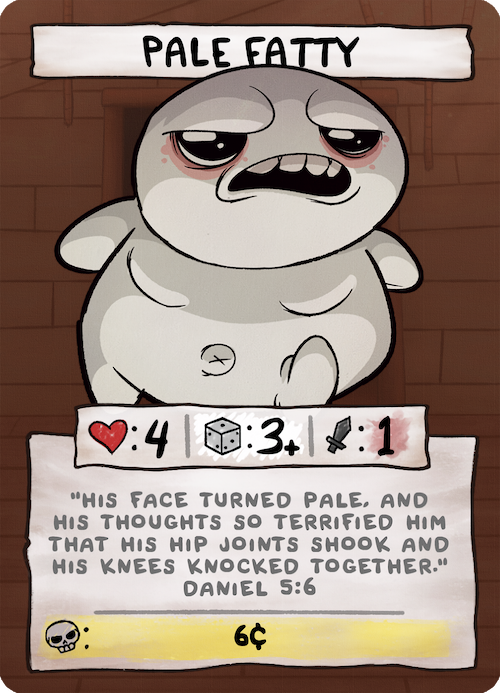 PALE FATTY
:4 :3+ :1
"HIS FACE TURNED PALE, AND
HIS THOUGHTS SO TERRIFIED HIM
THAT HIS HIP JOINTS SHOOK AND
HIS KNEES KNOCKED TOGETHER."
DANIEL 5:6
: 6¢